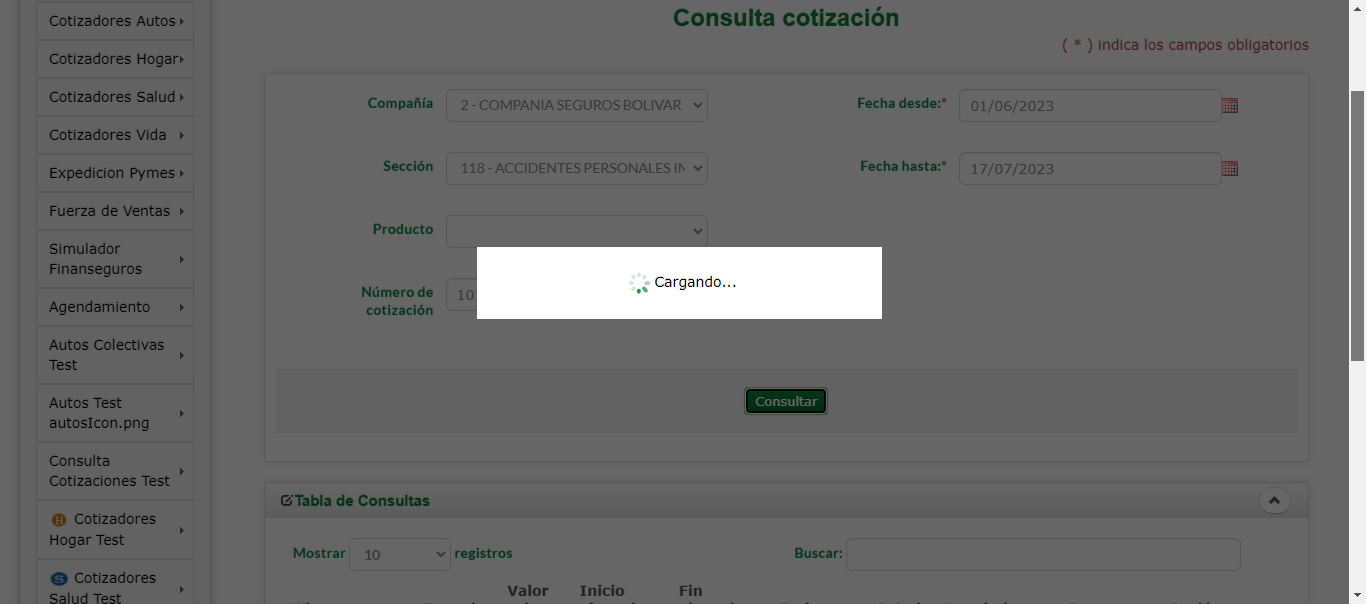 Cotizadores Autos
Cotizadores Hogar
Cotizadores Salud
Cotizadores Vida
Expedicion Pymes
Fuerza de Ventas
Simulador
Finanseguros
Agendamiento
Autos Colectivas
Test
Autos Test
autosIcon.png
Consulta
Cotizaciones Test
H Cotizadores
Hogar Test
S Cotizadores
Salud Test
Consulta cotización
( * ) indica los campos obligatorios
Compañía 2 - COMPANIA SEGUROS BOLIVAR Fecha desde:* 01/06/2023
Sección 118 - ACCIDENTES PERSONALES IN Fecha hasta:* 17/07/2023
Producto
Número de
cotización
Cargando...
Consultar
Tabla de Consultas
Mostrar 10 registros Buscar:
Valor Inicio Fin